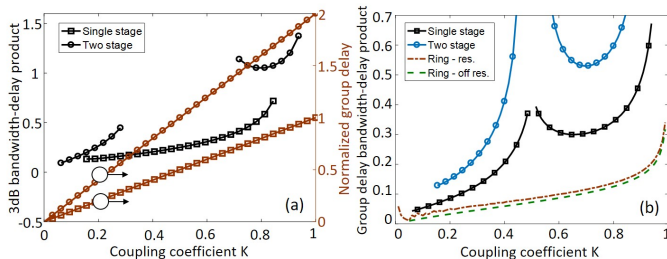 3dB bandwidth-delay product
1.5
1
0.5
0
-0.5
Single stage
Two stage
2
1.5
1
0.5
0
Normalized group delay
0 0.2 0.4 0.6 0.8 1
Coupling coefficient K
(a)
Group delay bandwidth-delay product
0.7
0.6
0.5
0.4
0.3
0.2
0.1
0
Single stage
Two stage
Ring - res.
Ring - off res.
0 0.2 0.4 0.6 0.8 1
Coupling coefficient K
(b)